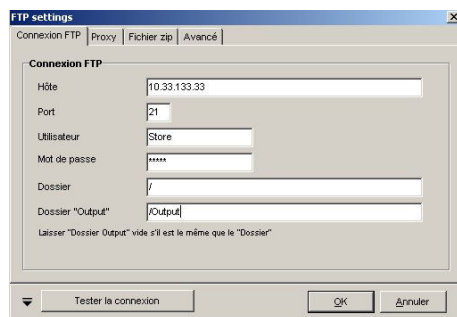 FTP settings
Connexion FTP Proxy Fichier zip Avancé
Connexion FTP
Hôte 10.33.133.33
Port 21
Utilisateur Store
Mot de passe *****
Dossier /
Dossier "Output" /Output
Laisser "Dossier Output" vide s'il est le même que le "Dossier"
Tester la connexion OK Annuler